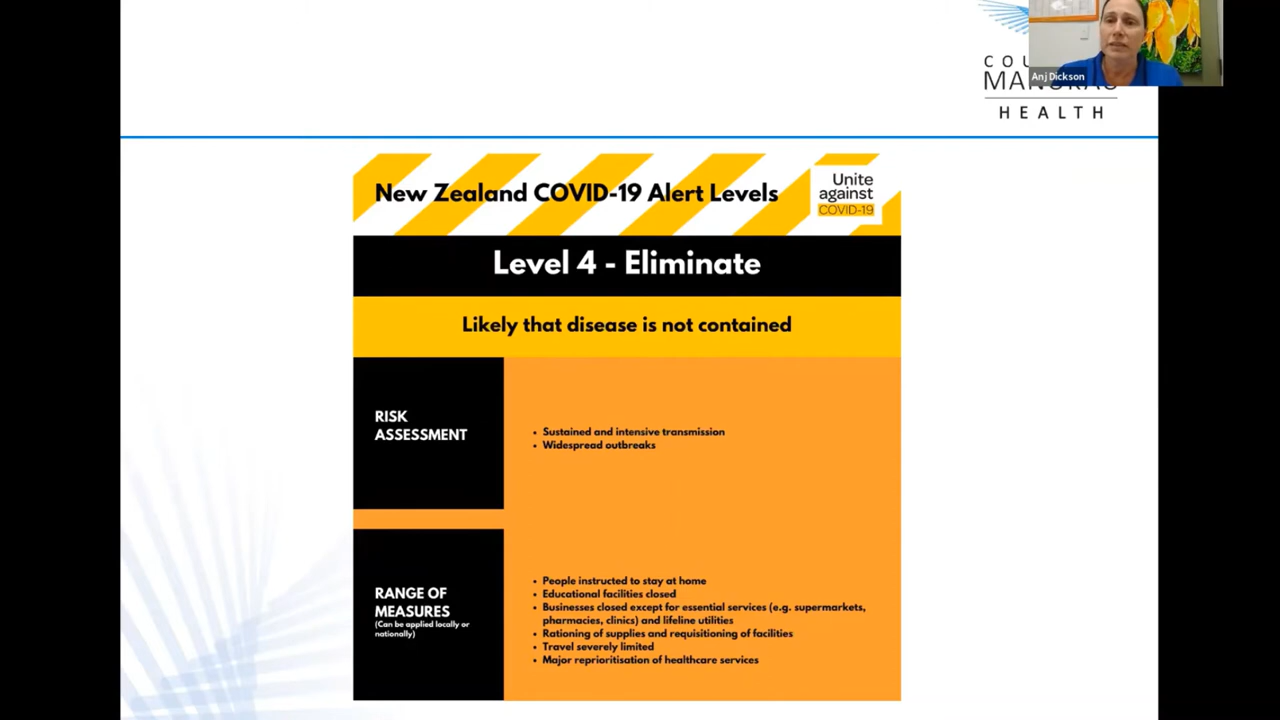 Anj Dickson
HEALTH
New Zealand COVID-19 Alert Levels
Unite
against
COVID-19
Level 4 - Eliminate
Likely that disease is not contained
RISK
ASSESSMENT
• Sustained and intensive transmission
• Widespread outbreaks
RANGE OF
MEASURES
(Can be applied locally or
nationally)
• People instructed to stay at home
• Educational facilities closed
• Businesses closed except for essential services (e.g. supermarkets,
pharmacies, clinics) and lifeline utilities
• Rationing of supplies and requisitioning of facilities
• Travel severely limited
• Major reprioritisation of healthcare services